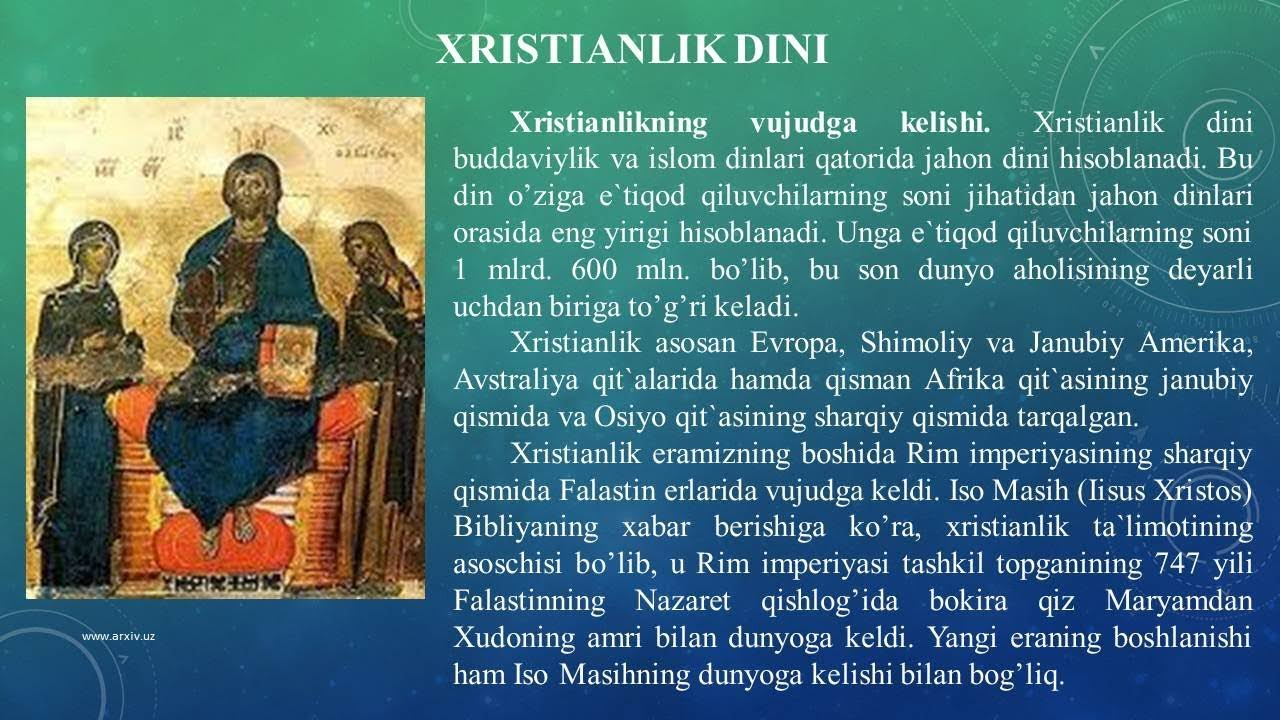 XRISTIANLIK DINI
Xristianlikning vujudga kelishi. Xristianlik dini
buddaviylik va islom dinlari qatorida jahon dini hisoblanadi. Bu
din o’ziga e`tiqod qiluvchilarning soni jihatidan jahon dinlari
orasida eng yirigi hisoblanadi. Unga e`tiqod qiluvchilarning soni
1 mlrd. 600 mln. bo’lib, bu son dunyo aholisining deyarli
uchdan biriga to’g’ri keladi.
Xristianlik asosan Evropa, Shimoliy va Janubiy Amerika,
Avstraliya qit`alarida hamda qisman Afrika qit`asining janubiy
qismida va Osiyo qit`asining sharqiy qismida tarqalgan.
Xristianlik eramizning boshida Rim imperiyasining sharqiy
qismida Falastin erlarida vujudga keldi. Iso Masih (Iisus Xristos)
Bibliyaning xabar berishiga ko’ra, xristianlik ta`limotining
asoschisi bo’lib, u Rim imperiyasi tashkil topganining 747 yili
Falastinning Nazaret qishlog’ida bokira qiz Maryamdan
Xudoning amri bilan dunyoga keldi. Yangi eraning boshlanishi
ham Iso Masihning dunyoga kelishi bilan bog’liq.
www.arxiv.uz